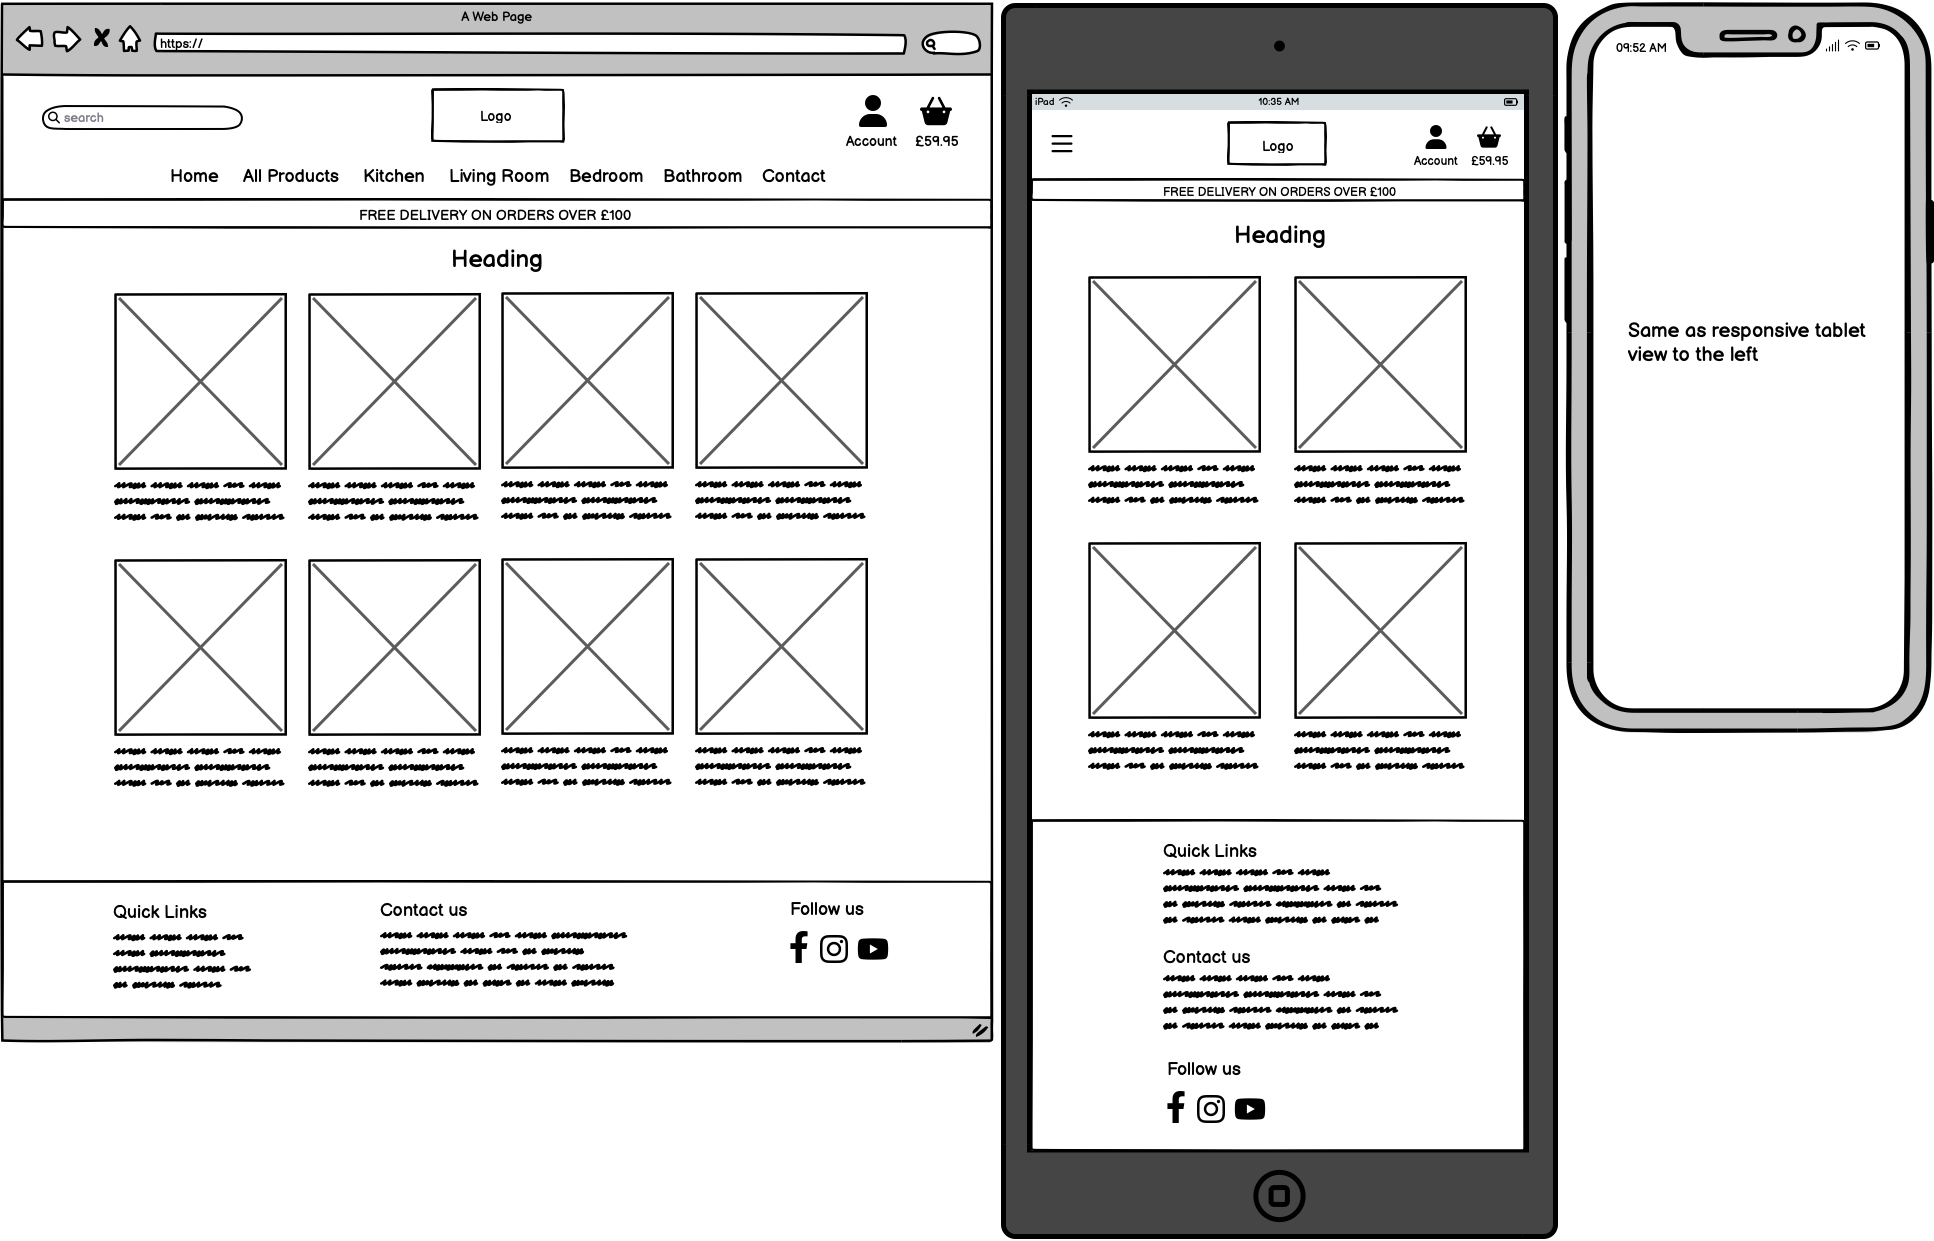 A Web Page
https://
search
Logo
Account
£59.95
Home All Products Kitchen Living Room Bedroom Bathroom Contact
FREE DELIVERY ON ORDERS OVER £100
Heading
Quick Links
Contact us
Follow us
iPad
10:35 AM
Logo
Account
£59.95
FREE DELIVERY ON ORDERS OVER £100
Heading
Quick Links
Contact us
Follow us
09:52 AM
Same as responsive tablet
view to the left